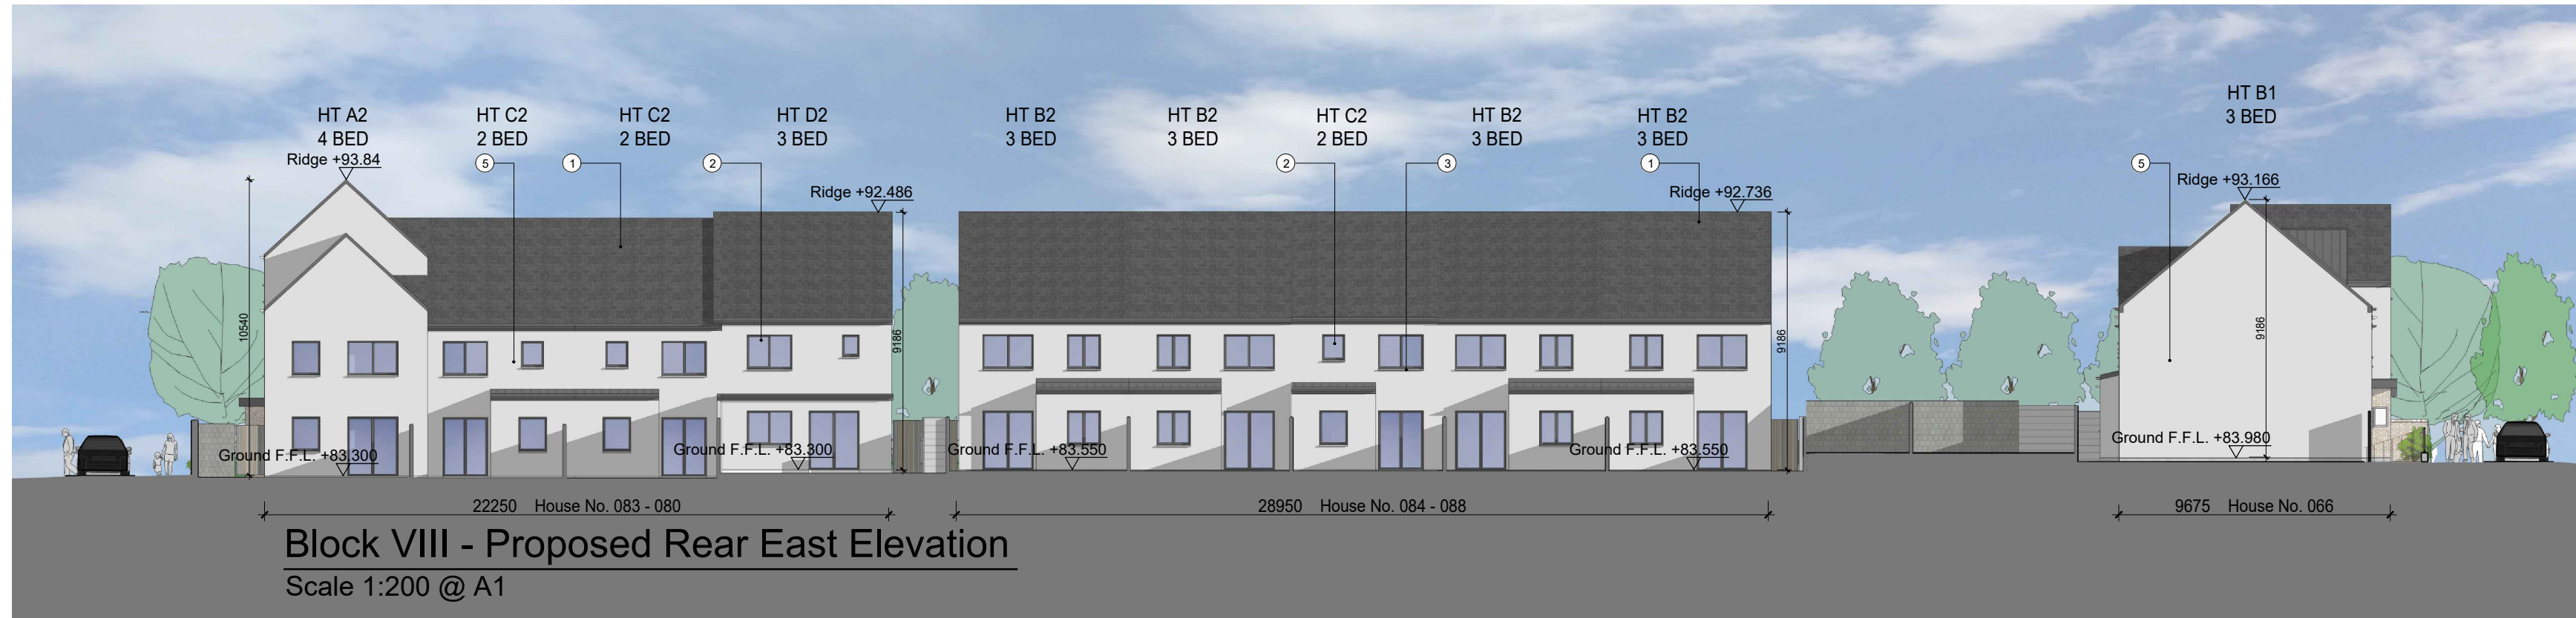 HT A2
4 BED
HT C2
2 BED
HT C2
2 BED
HT D2
3 BED
HT B2
3 BED
HT B2
3 BED
HT C2
2 BED
HT B2
3 BED
HT B2
3 BED
HT B1
3 BED
Ridge +93.84
5
1
2
2
3
1
5
Ridge +92.486
Ridge +92.736
Ridge +93.166
10540
9186
9186
9186
Ground F.F.L. +83.300
Ground F.F.L. +83.300
Ground F.F.L. +83.550
Ground F.F.L. +83.550
Ground F.F.L. +83.980
22250 House No. 083 - 080
28950 House No. 084 - 088
9675 House No. 066
Block VIII - Proposed Rear East Elevation
Scale 1:200 @ A1